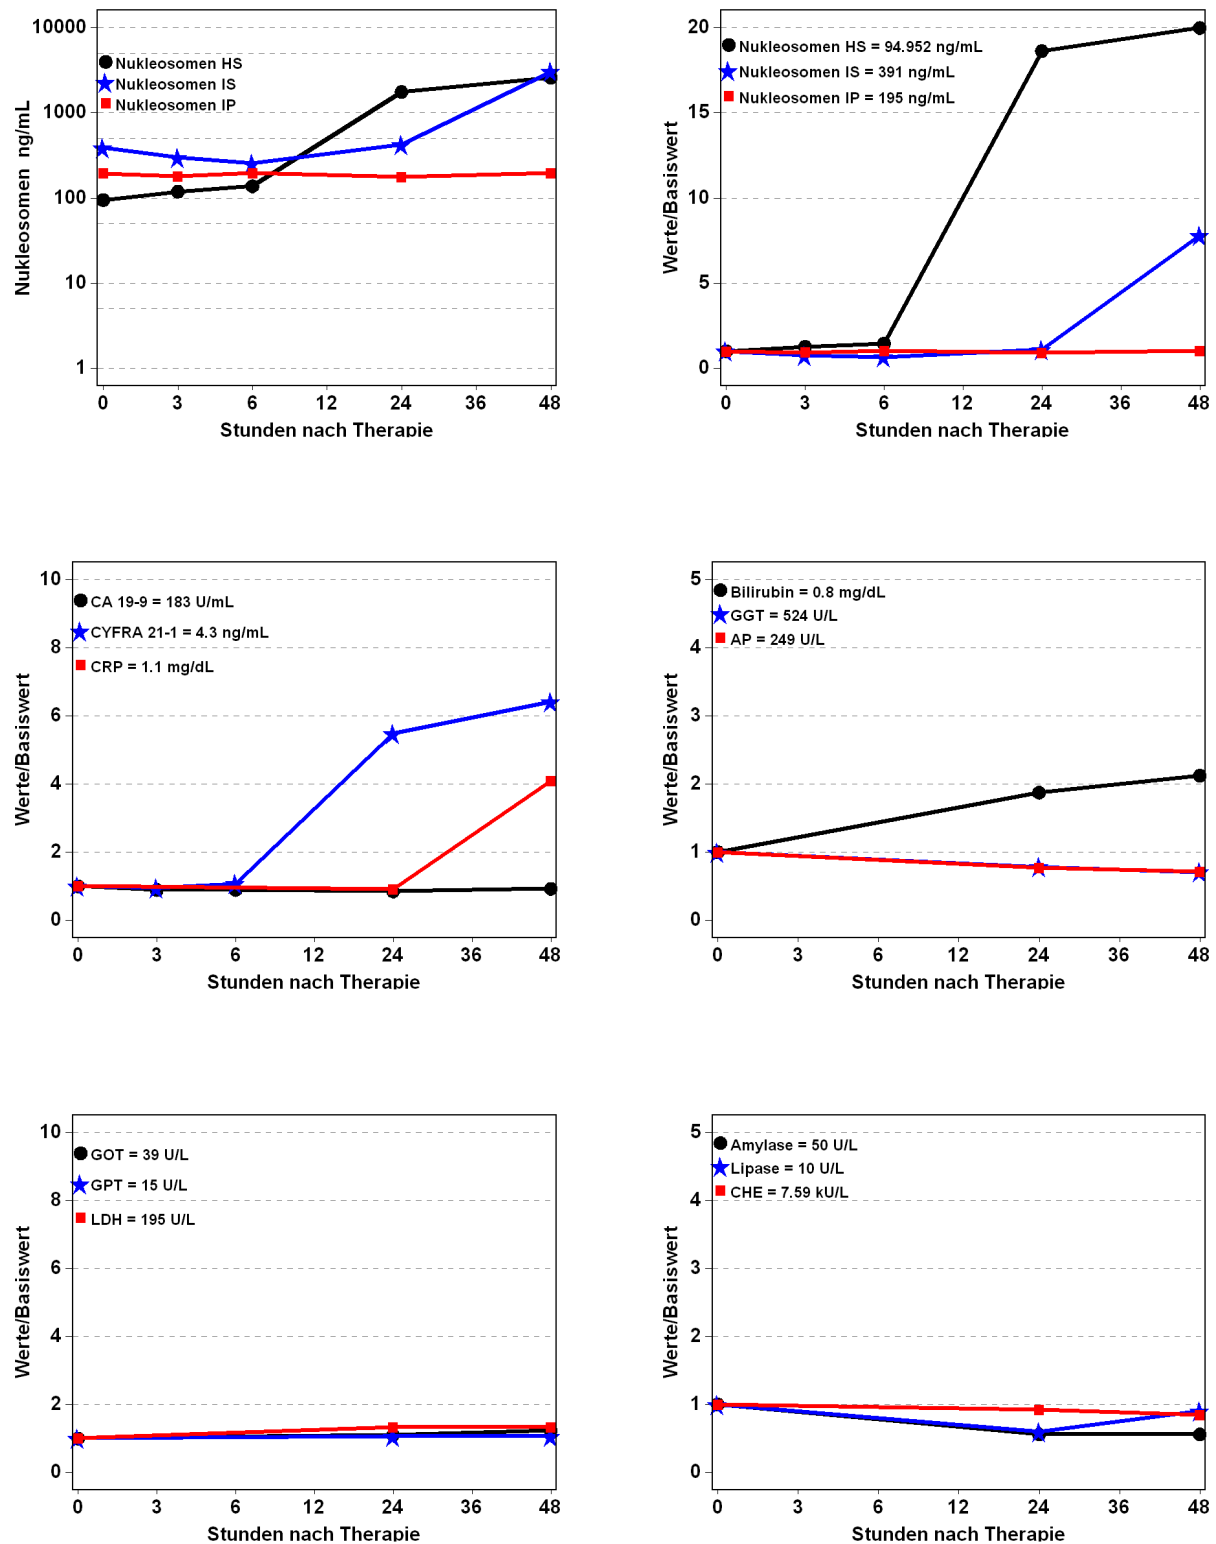 Nukleosomen ng/mL
10000
1000
100
10
1
Nukleosomen HS
Nukleosomen IS
Nukleosomen IP
0 3 6 12 24 36 48
Stunden nach Therapie
Werte/Basiswert
20
15
10
5
0
Nukleosomen HS = 94.952 ng/mL
Nukleosomen IS = 391 ng/mL
Nukleosomen IP = 195 ng/mL
0 3 6 12 24 36 48
Stunden nach Therapie
Werte/Basiswert
10
8
6
4
2
0
CA 19-9 = 183 U/mL
CYFRA 21-1 = 4.3 ng/mL
CRP = 1.1 mg/dL
0 3 6 12 24 36 48
Stunden nach Therapie
Werte/Basiswert
5
4
3
2
1
0
Bilirubin = 0.8 mg/dL
GGT = 524 U/L
AP = 249 U/L
0 3 6 12 24 36 48
Stunden nach Therapie
Werte/Basiswert
10
8
6
4
2
0
GOT = 39 U/L
GPT = 15 U/L
LDH = 195 U/L
0 3 6 12 24 36 48
Stunden nach Therapie
Werte/Basiswert
5
4
3
2
1
0
Amylase = 50 U/L
Lipase = 10 U/L
CHE = 7.59 kU/L
0 3 6 12 24 36 48
Stunden nach Therapie